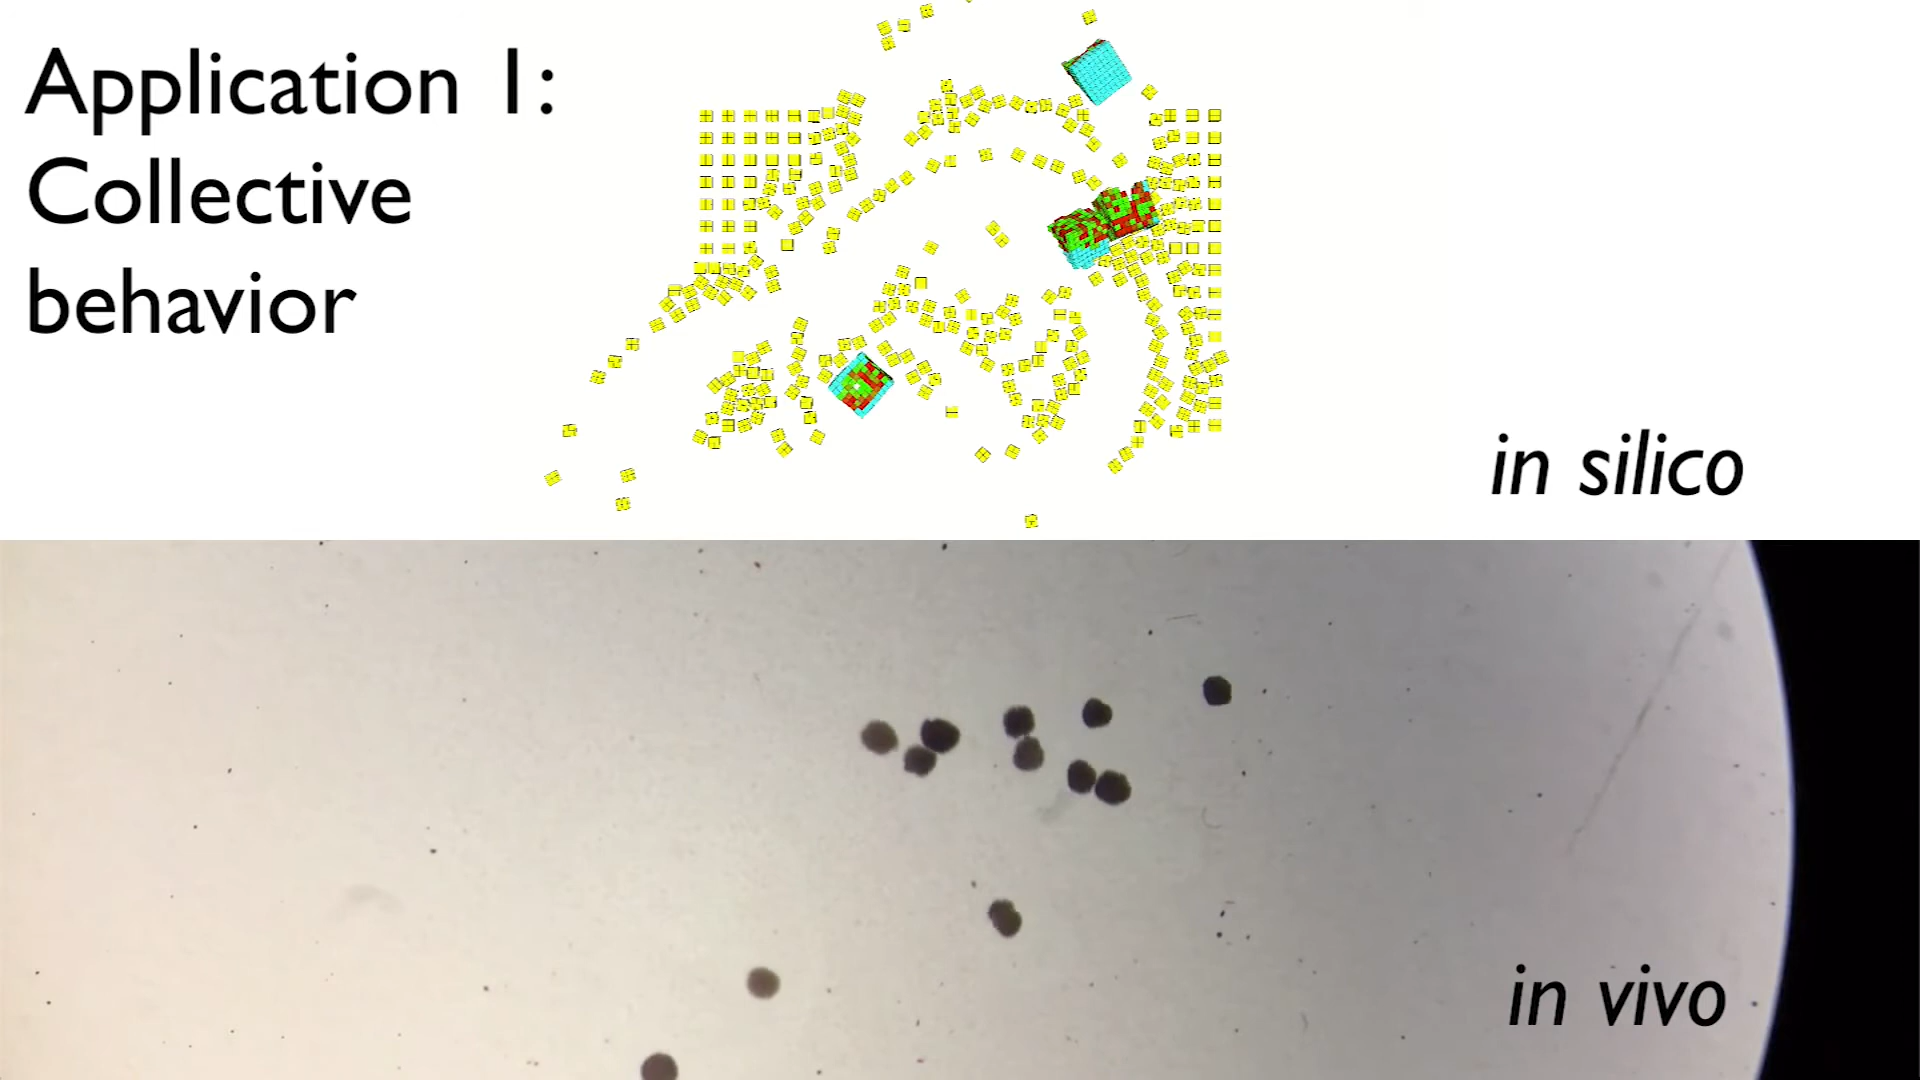 Application 1:
Collective
behavior
in silico
in vivo